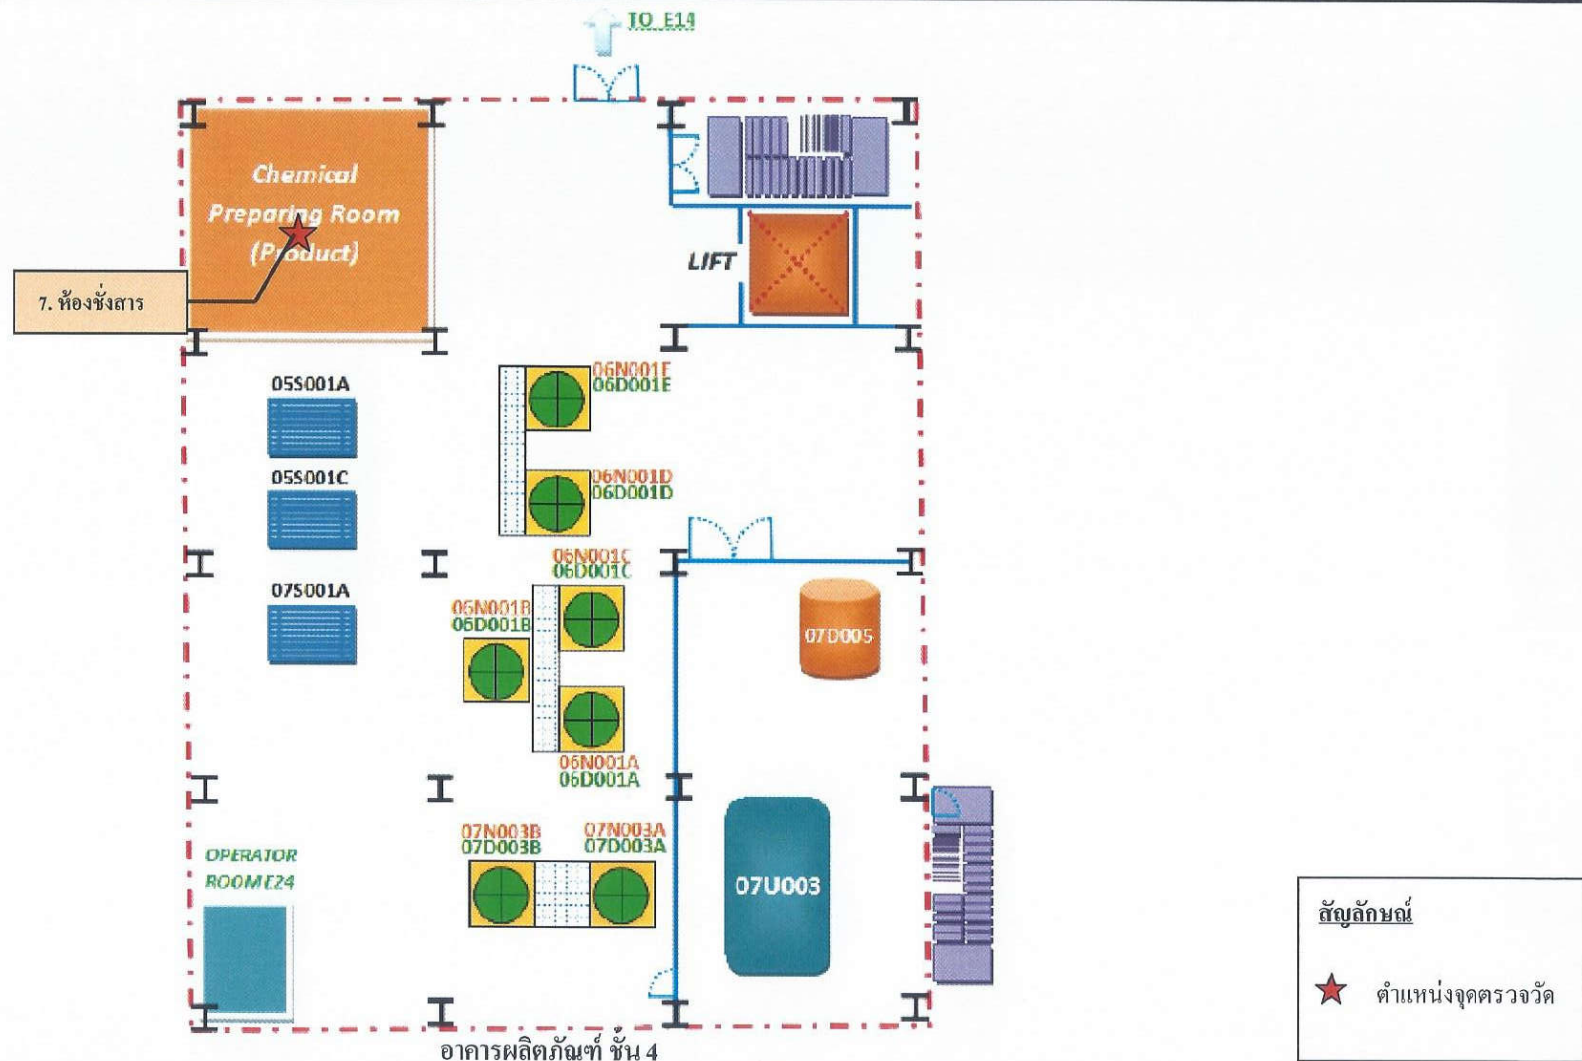 TO E14
Chemical
Preparing Room
(Product)
LIFT
7. ห้องชั่งสาร
05S001A
06N001E
06D001E
05S001C
06N001D
06D001D
06N001C
06D001C
07S001A
06N001B
06D001B
07D005
06N001A
06D001A
07N003B
07D003B
07N003A
07D003A
OPERATOR
ROOM E24
07U003
สัญลักษณ์
ตำแหน่งจุดตรวจวัด
อาคารผลิตภัณฑ์ ชั้น 4